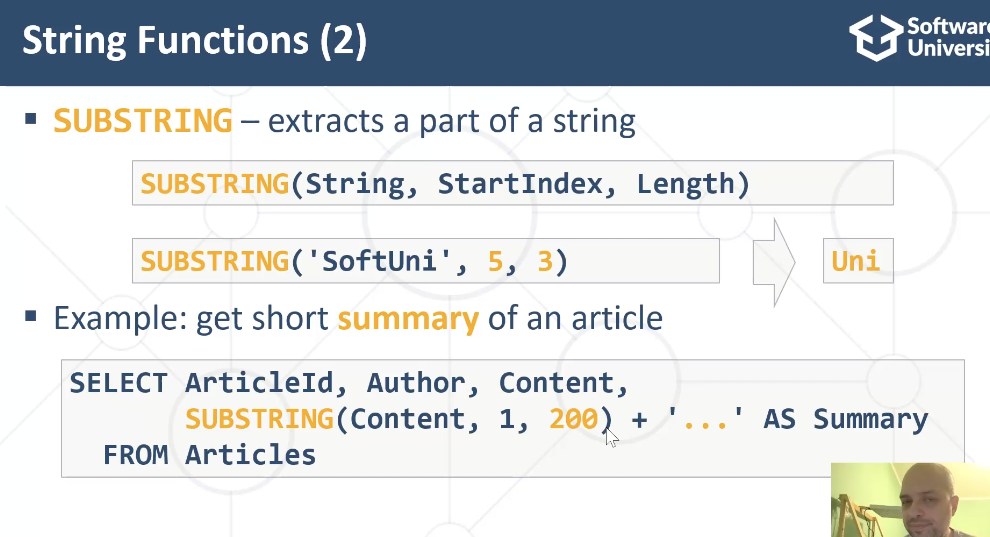 String Functions (2)
Software
Universi
▪ SUBSTRING – extracts a part of a string
SUBSTRING(String, StartIndex, Length)
SUBSTRING('SoftUni', 5, 3)
Uni
▪ Example: get short summary of an article
SELECT ArticleId, Author, Content,
SUBSTRING(Content, 1, 200) + '...' AS Summary
FROM Articles